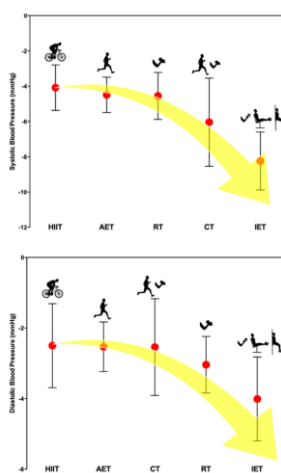 Systolic Blood Pressure (mmHg)
0
-2
-4
-6
-8
-10
-12
HIIT AET RT CT IET
Diastolic Blood Pressure (mmHg)
0
-2
-4
-6
HIIT AET CT RT IET